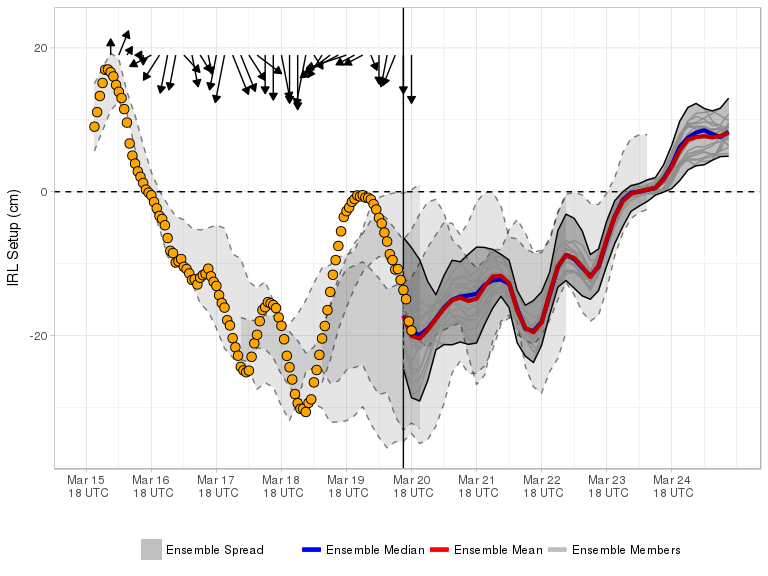 IRL Setup (cm)
20
0
-20
Mar 15 Mar 16 Mar 17 Mar 18 Mar 19 Mar 20 Mar 21 Mar 22 Mar 23 Mar 24
18 UTC 18 UTC 18 UTC 18 UTC 18 UTC 18 UTC 18 UTC 18 UTC 18 UTC 18 UTC
Ensemble Spread Ensemble Median Ensemble Mean Ensemble Members